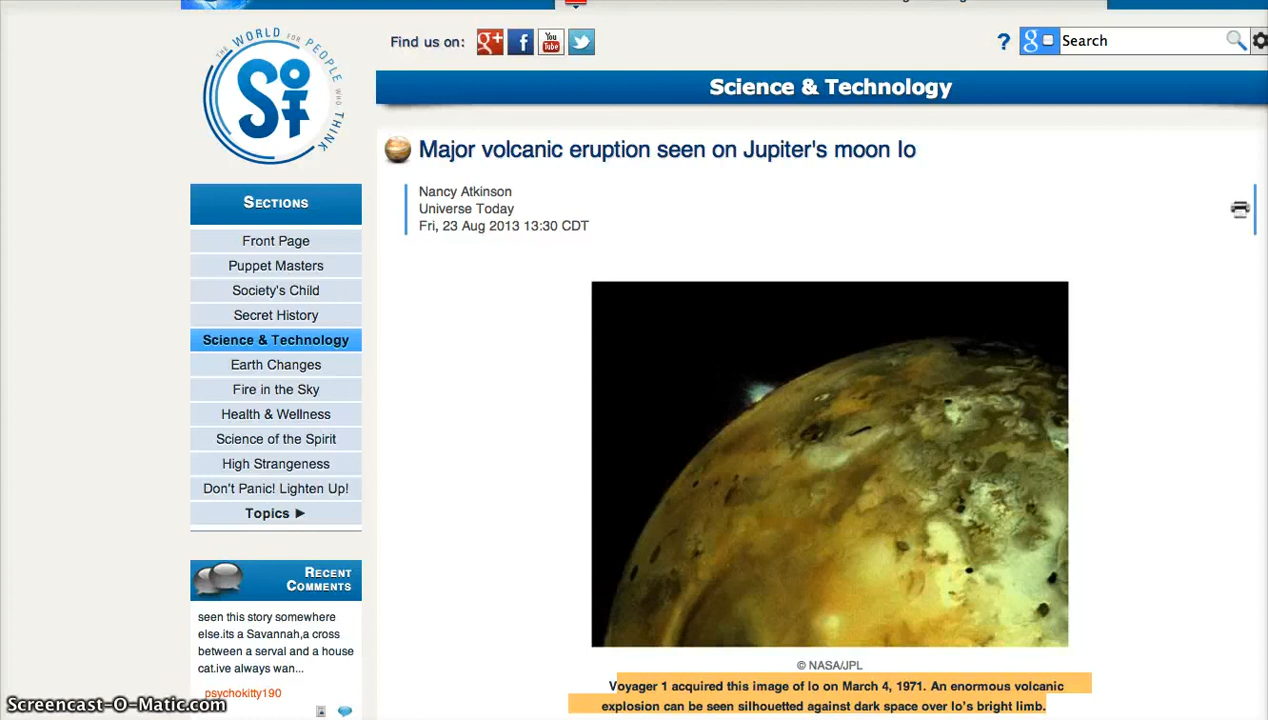 THE WORLD FOR PEOPLE WHO THINK
SOTT
Find us on:
g+ f You Tube
?
g Search
Science & Technology
Major volcanic eruption seen on Jupiter's moon Io
Nancy Atkinson
Universe Today
Fri, 23 Aug 2013 13:30 CDT
SECTIONS
Front Page
Puppet Masters
Society's Child
Secret History
Science & Technology
Earth Changes
Fire in the Sky
Health & Wellness
Science of the Spirit
High Strangeness
Don't Panic! Lighten Up!
Topics ►
RECENT
COMMENTS
seen this story somewhere
else.its a Savannah,a cross
between a serval and a house
cat.ive always wan...
psychokitty190
© NASA/JPL
Voyager 1 acquired this image of Io on March 4, 1971. An enormous volcanic
explosion can be seen silhouetted against dark space over Io's bright limb.
Screencast-O-Matic.com